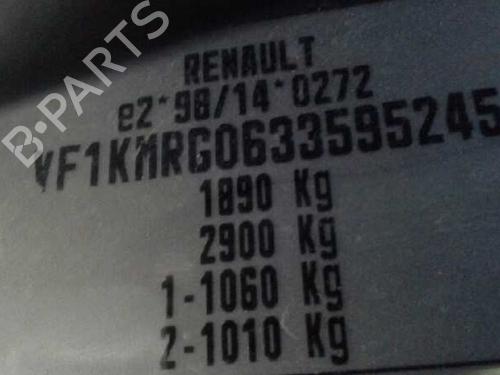 RENAULT
e2*98/14*0272
VF1KMRG0633595245
1890 Kg
2900 Kg
1-1060 Kg
2-1010 Kg
B-PARTS